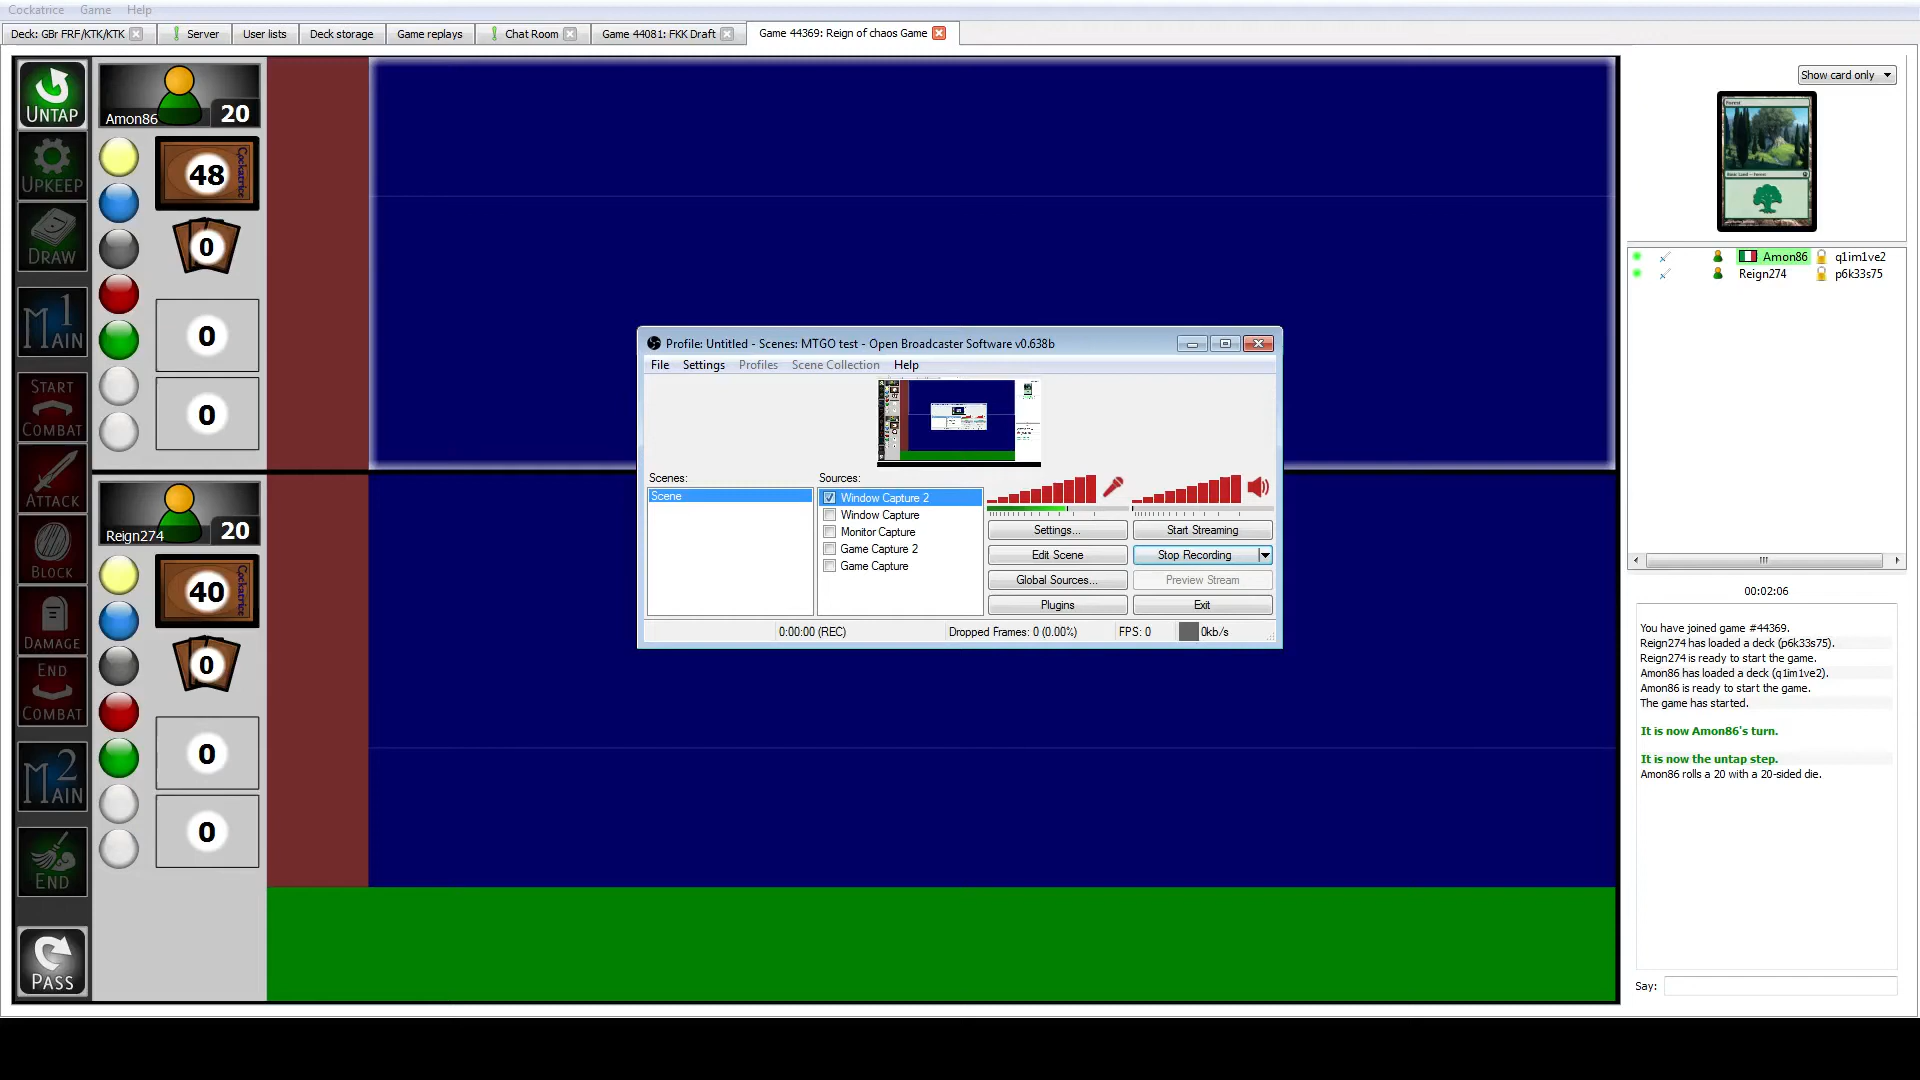 Cockatrice Game Help
Deck: GBr FRF/KTK/KTK Server User lists Deck storage Game replays Chat Room Game 44081: FKK Draft Game 44369: Reign of chaos Game
UNTAP
UPKEEP
DRAW
M1 MAIN
START COMBAT
ATTACK
BLOCK
DAMAGE
END COMBAT
M2 MAIN
END
PASS
Amon86 20
48
Cockatrice
0
0
0
Reign274 20
40
Cockatrice
0
0
0
Profile: Untitled - Scenes: MTGO test - Open Broadcaster Software v0.638b
File Settings Profiles Scene Collection Help
Scenes:
Scene
Sources:
Window Capture 2
Window Capture
Monitor Capture
Game Capture 2
Game Capture
Settings... Start Streaming
Edit Scene Stop Recording
Global Sources... Preview Stream
Plugins Exit
0:00:00 (REC) Dropped Frames: 0 (0.00%) FPS: 0 0kb/s
Show card only
Forest
Basic Land — Forest
Amon86 q1im1ve2
Reign274 p6k33s75
00:02:06
You have joined game #44369.
Reign274 has loaded a deck (p6k33s75).
Reign274 is ready to start the game.
Amon86 has loaded a deck (q1im1ve2).
Amon86 is ready to start the game.
The game has started.
It is now Amon86's turn.
It is now the untap step.
Amon86 rolls a 20 with a 20-sided die.
Say: